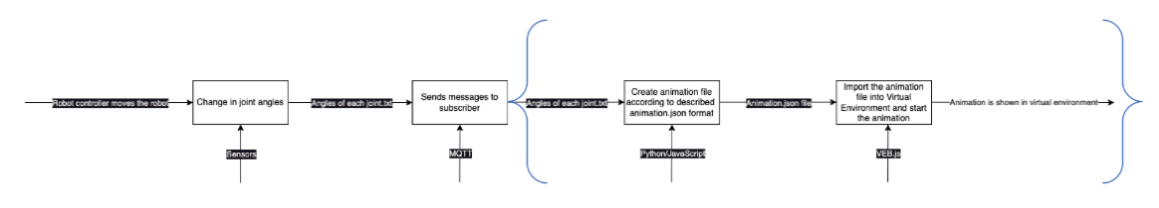 Robot controller moves the robot
Change in joint angles
Angles of each joint.txt
Sends messages to
subscriber
Angles of each joint.txt
Create animation file
according to described
animation.json format
Animation.json file
Import the animation
file into Virtual
Environment and start
the animation
Animation is shown in virtual environment
Sensors
MQTT
Python/JavaScript
VEB.js